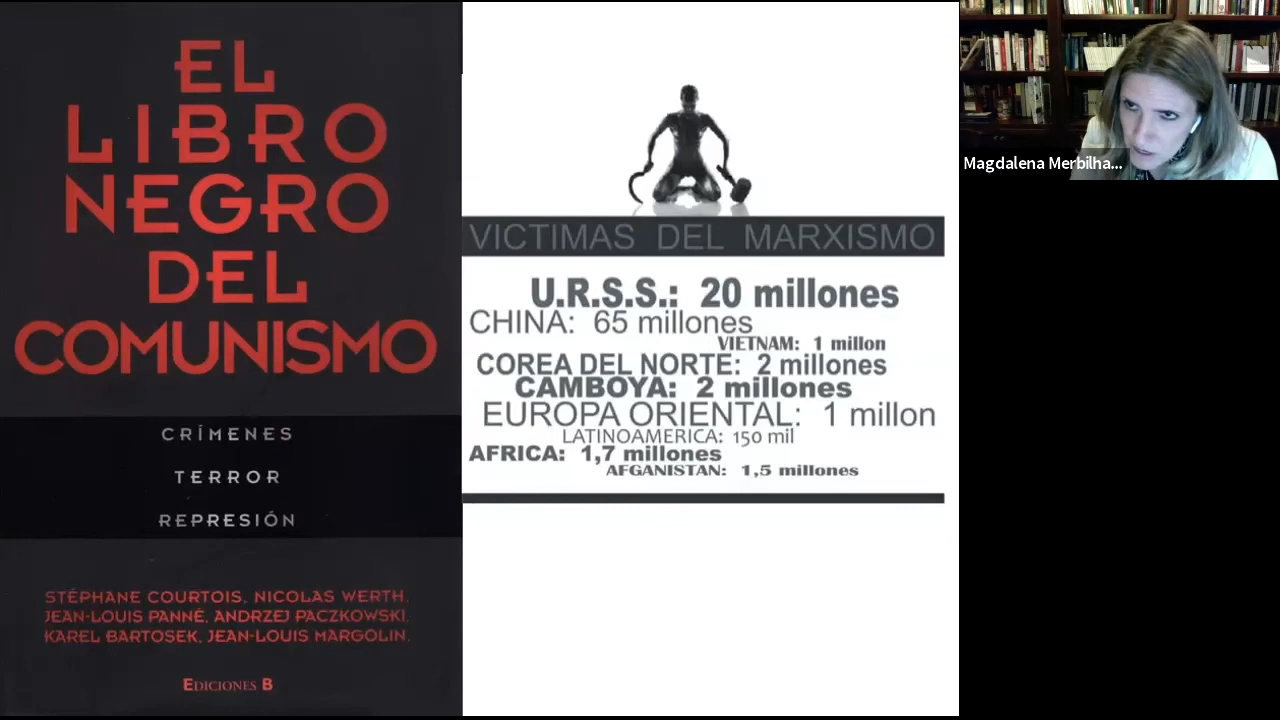 EL
LIBRO
NEGRO
DEL
COMUNISMO
CRÍMENES
TERROR
REPRESIÓN
STÉPHANE COURTOIS, NICOLAS WERTH,
JEAN-LOUIS PANNÉ, ANDRZEJ PACZKOWSKI,
KAREL BARTOSEK, JEAN-LOUIS MARGOLIN.
EDICIONES B
VICTIMAS DEL MARXISMO
U.R.S.S.: 20 millones
CHINA: 65 millones
VIETNAM: 1 millon
COREA DEL NORTE: 2 millones
CAMBOYA: 2 millones
EUROPA ORIENTAL: 1 millon
LATINOAMERICA: 150 mil
AFRICA: 1,7 millones
AFGANISTAN: 1,5 millones
Magdalena Merbilha...